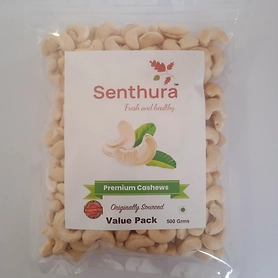 Senthura
Fresh and healthy
Premium Cashews
Originally Sourced
Value Pack
500 Grms